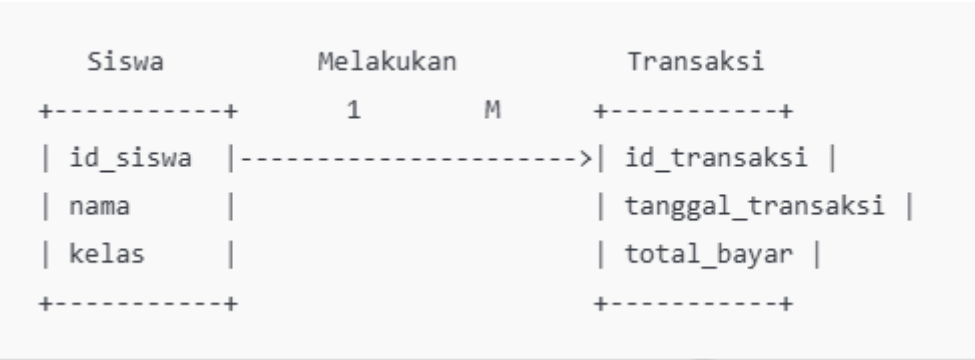 Siswa Melakukan Transaksi
+-----------+ 1 M +-----------+
| id_siswa |---------------------->| id_transaksi |
| nama | | tanggal_transaksi |
| kelas | | total_bayar |
+-----------+ +-----------+